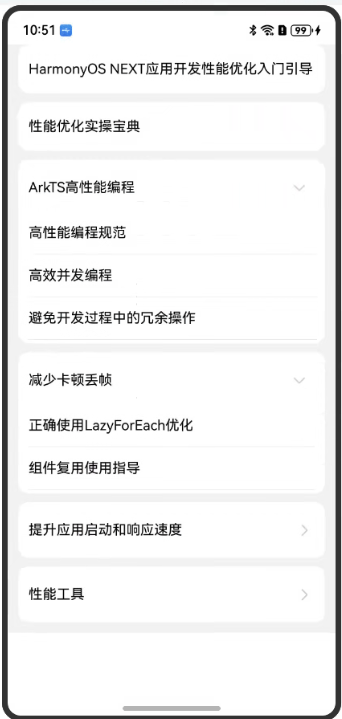 10:51
99
HarmonyOS NEXT应用开发性能优化入门引导
性能优化实操宝典
ArkTS高性能编程
高性能编程规范
高效并发编程
避免开发过程中的冗余操作
减少卡顿丢帧
正确使用LazyForEach优化
组件复用使用指导
提升应用启动和响应速度
性能工具